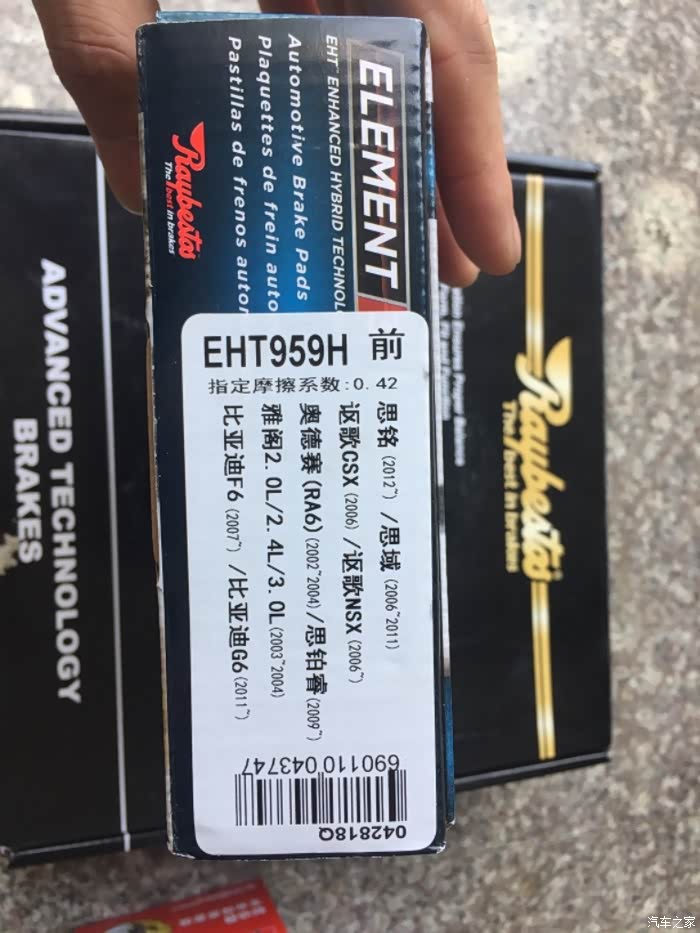 ELEMENT
EHT™ ENHANCED HYBRID TECHNOL
Automotive Brake Pads
Plaquettes de frein auto
Pastillas de frenos autom
Raybestos
The best in brakes
EHT959H 前
指定摩擦系数:0.42
思铭(2012~)/思域(2006~2011)
讴歌CSX(2006)/讴歌NSX(2006~)
奥德赛(RA6)(2002~2004)/思铂睿(2009~)
雅阁2.0L/2.4L/3.0L(2003~2004)
比亚迪F6(2007~)/比亚迪G6(2011~)
6901110043747
042818Q
ADVANCED TECHNOLOGY
BRAKES
Raybestos
The best in brakes
汽车之家